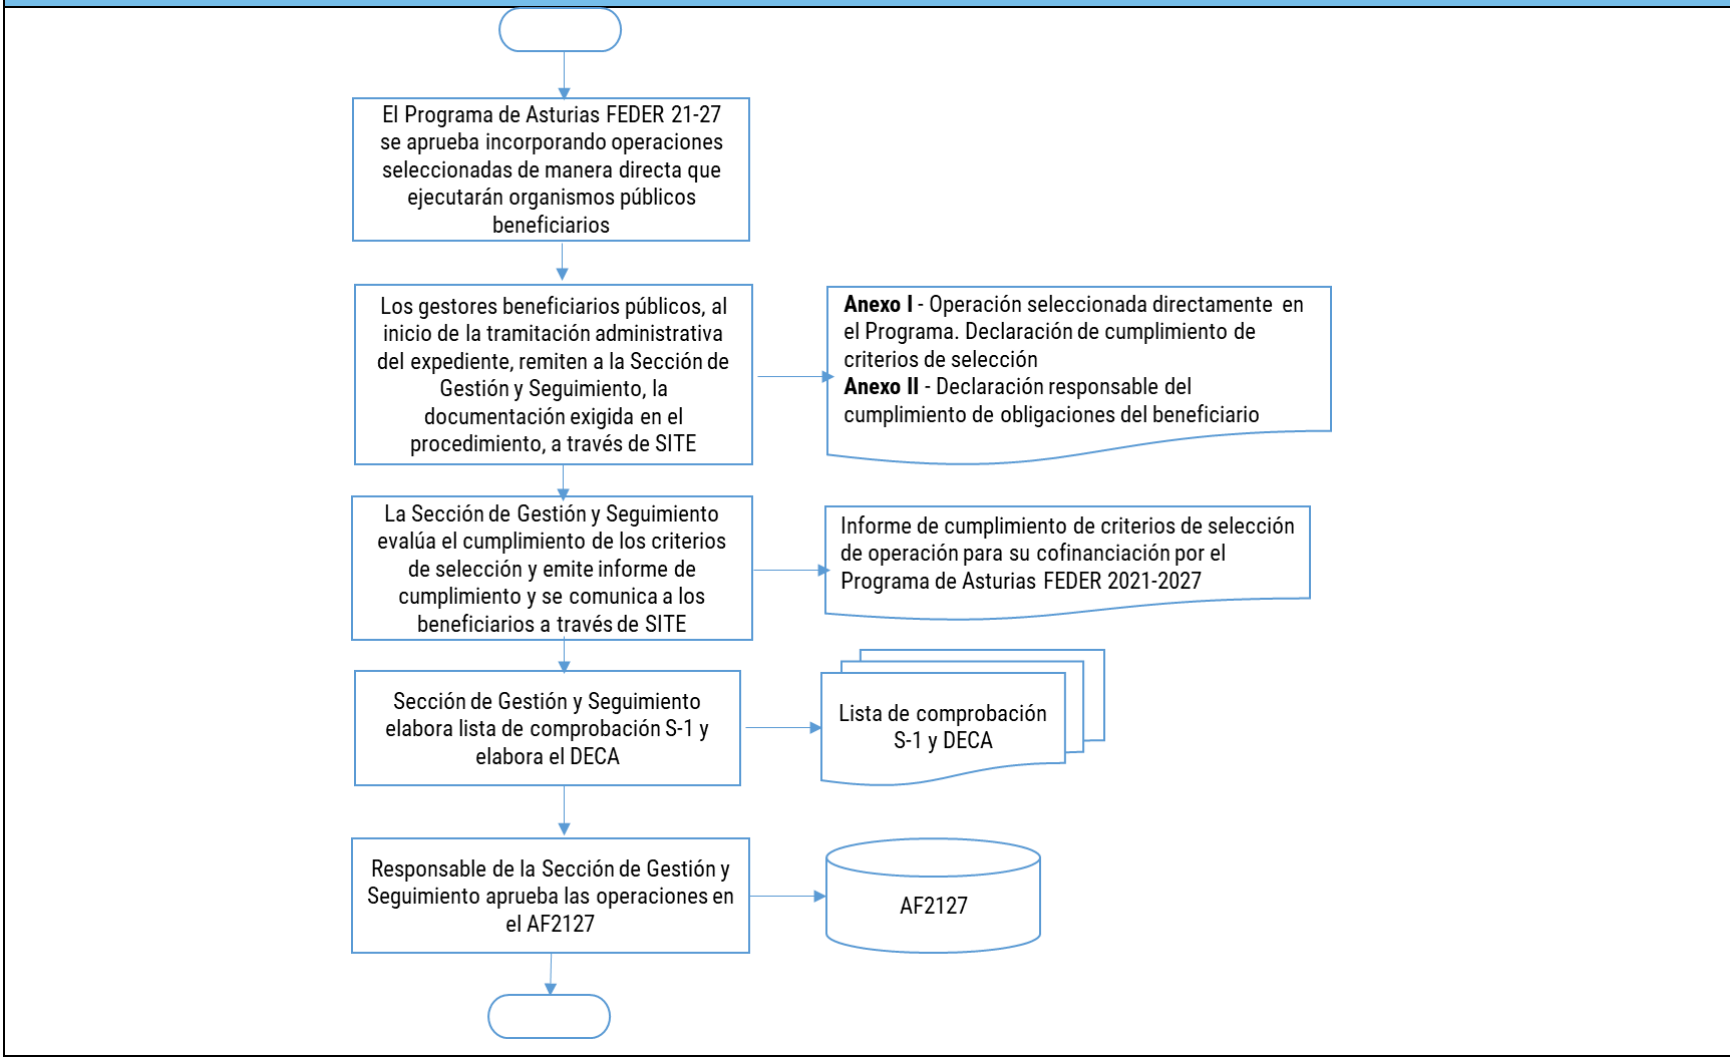 El Programa de Asturias FEDER 21-27
se aprueba incorporando operaciones
seleccionadas de manera directa que
ejecutarán organismos públicos
beneficiarios
Los gestores beneficiarios públicos, al
inicio de la tramitación administrativa
del expediente, remiten a la Sección de
Gestión y Seguimiento, la
documentación exigida en el
procedimiento, a través de SITE
Anexo I - Operación seleccionada directamente en
el Programa. Declaración de cumplimiento de
criterios de selección
Anexo II - Declaración responsable del
cumplimiento de obligaciones del beneficiario
La Sección de Gestión y Seguimiento
evalúa el cumplimiento de los criterios
de selección y emite informe de
cumplimiento y se comunica a los
beneficiarios a través de SITE
Informe de cumplimiento de criterios de selección
de operación para su cofinanciación por el
Programa de Asturias FEDER 2021-2027
Sección de Gestión y Seguimiento
elabora lista de comprobación S-1 y
elabora el DECA
Lista de comprobación
S-1 y DECA
Responsable de la Sección de Gestión y
Seguimiento aprueba las operaciones en
el AF2127
AF2127